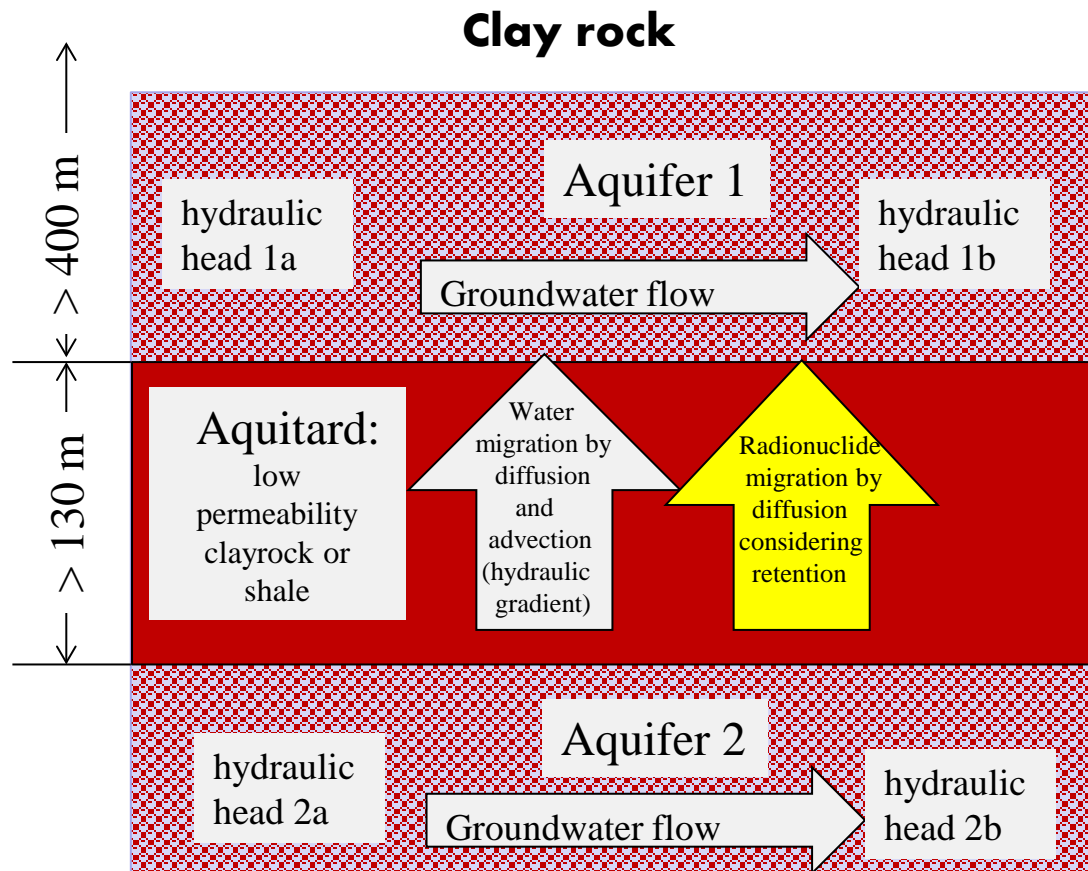 Clay rock
> 400 m
> 130 m
Aquifer 1
hydraulic
head 1a
hydraulic
head 1b
Groundwater flow
Aquitard:
low
permeability
clayrock or
shale
Water
migration by
diffusion
and
advection
(hydraulic
gradient)
Radionuclide
migration by
diffusion
considering
retention
Aquifer 2
hydraulic
head 2a
hydraulic
head 2b
Groundwater flow